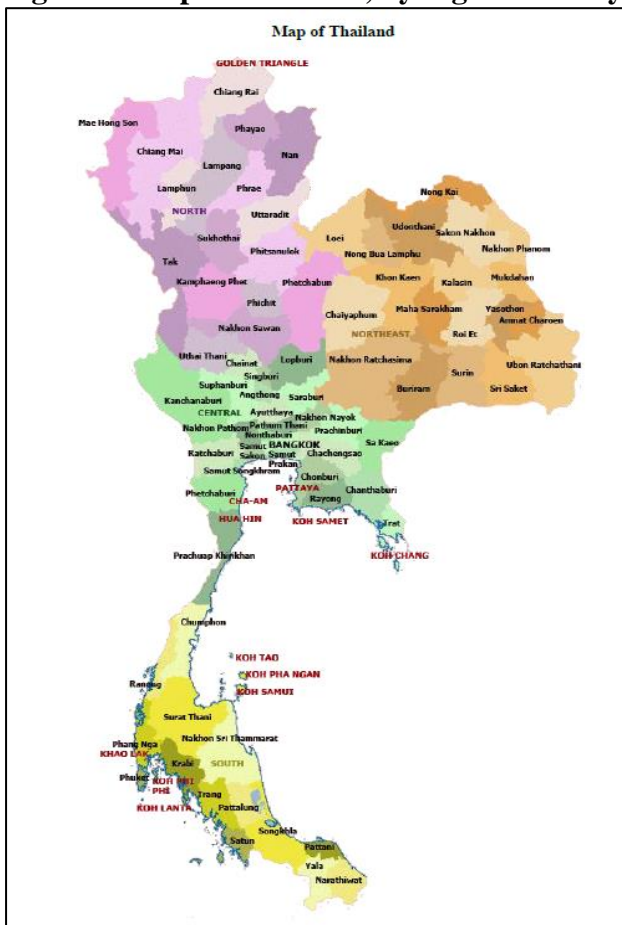 Map of Thailand
GOLDEN TRIANGLE
Chiang Rai
Mae Hong Son
Phayao
Chiang Mai
Nan
Lampang
Lamphun
Phrae
NORTH
Uttaradit
Nong Kai
Udonthani
Sakon Nakhon
Loei
Nakhon Phanom
Sukhothai
Phitsanulok
Nong Bua Lamphu
Tak
Khon Kaen
Kalasin
Mukdahan
Kamphaeng Phet
Phetchabun
Phichit
Chaiyaphum
Maha Sarakham
Yasothon
Amnat Charoen
Nakhon Sawan
NORTHEAST
Roi Et
Uthai Thani
Chainat
Lopburi
Nakhon Ratchasima
Ubon Ratchathani
Singburi
Suphanburi
Angthong
Saraburi
Surin
Buriram
Sri Saket
Kanchanaburi
CENTRAL
Ayutthaya
Nakhon Nayok
Nakhon Pathom
Pathum Thani
Prachinburi
Nonthaburi
Sa Kaeo
Ratchaburi
Samut
Sakon
BANGKOK
Samut
Prakan
Chachengsao
Samut Songkhram
Chonburi
Phetchaburi
PATTAYA
Chanthaburi
CHA-AM
Rayong
HUA HIN
KOH SAMET
Trat
KOH CHANG
Prachuap Khirikhan
Chumphon
KOH TAO
KOH PHA NGAN
Ranong
KOH SAMUI
Surat Thani
Nakhon Sri Thammarat
Phang Nga
KHAO LAK
Krabi
SOUTH
Phuket
KOH PHI
PHI
Trang
KOH LANTA
Pattalung
Songkhla
Satun
Pattani
Yala
Narathiwat